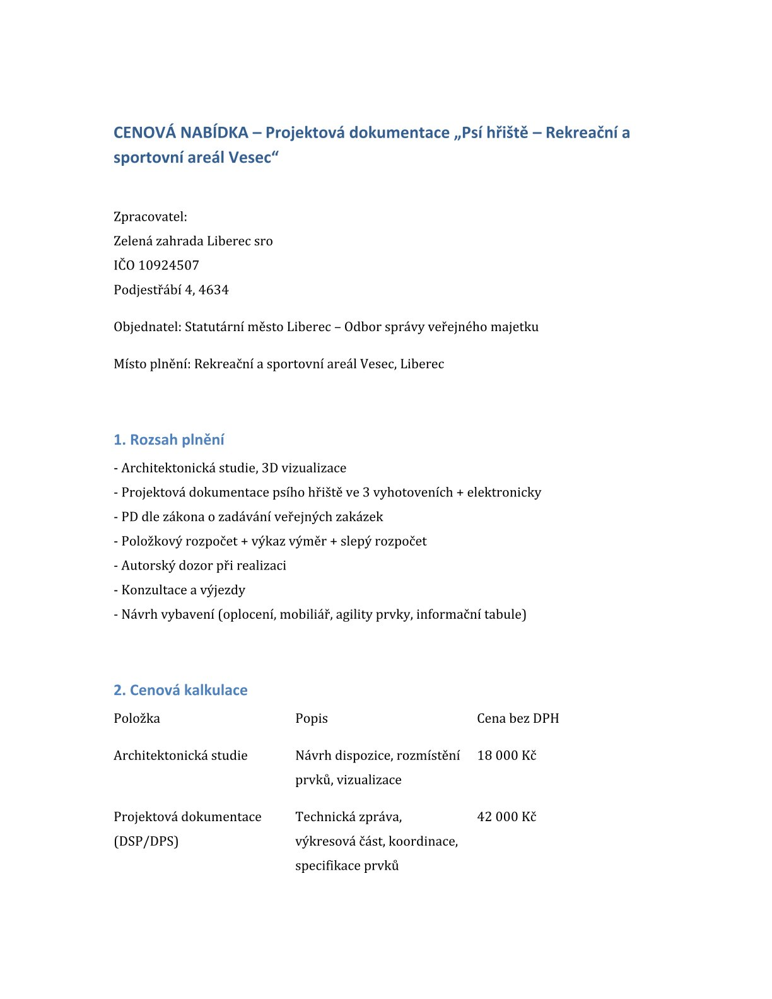 CENOVÁ NABÍDKA – Projektová dokumentace „Psí hřiště – Rekreační a
sportovní areál Vesec“
Zpracovatel:
Zelená zahrada Liberec sro
IČO 10924507
Podjestřábí 4, 4634
Objednatel: Statutární město Liberec – Odbor správy veřejného majetku
Místo plnění: Rekreační a sportovní areál Vesec, Liberec
1. Rozsah plnění
- Architektonická studie, 3D vizualizace
- Projektová dokumentace psího hřiště ve 3 vyhotoveních + elektronicky
- PD dle zákona o zadávání veřejných zakázek
- Položkový rozpočet + výkaz výměr + slepý rozpočet
- Autorský dozor při realizaci
- Konzultace a výjezdy
- Návrh vybavení (oplocení, mobiliář, agility prvky, informační tabule)
2. Cenová kalkulace
Položka Popis Cena bez DPH
Architektonická studie Návrh dispozice, rozmístění 18 000 Kč
prvků, vizualizace
Projektová dokumentace Technická zpráva, 42 000 Kč
(DSP/DPS) výkresová část, koordinace,
specifikace prvků